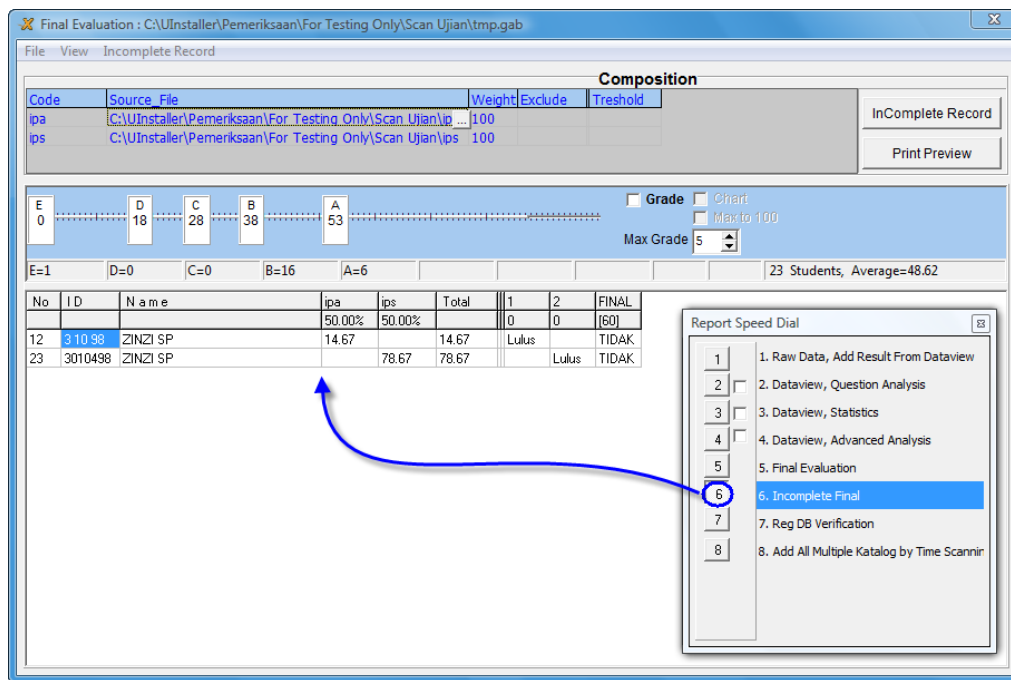 Final Evaluation : C:\UInstaller\Pemeriksaan\For Testing Only\Scan Ujian\tmp.gab
File View Incomplete Record
Composition
Code Source_File Weight Exclude Treshold
ipa C:\UInstaller\Pemeriksaan\For Testing Only\Scan Ujian\ip ... 100
ips C:\UInstaller\Pemeriksaan\For Testing Only\Scan Ujian\ips 100
InComplete Record
Print Preview
E D C B A
0 18 28 38 53
Grade Chart
Max to 100
Max Grade 5
E=1 D=0 C=0 B=16 A=6 23 Students, Average=48.62
No I D N a m e ipa ips Total 1 2 FINAL
50.00% 50.00% 0 0 [60]
12 3 10 98 ZINZI SP 14.67 14.67 Lulus TIDAK
23 3010498 ZINZI SP 78.67 78.67 Lulus TIDAK
Report Speed Dial
1 1. Raw Data, Add Result From Dataview
2 2. Dataview, Question Analysis
3 3. Dataview, Statistics
4 4. Dataview, Advanced Analysis
5 5. Final Evaluation
6 6. Incomplete Final
7 7. Reg DB Verification
8 8. Add All Multiple Katalog by Time Scannin